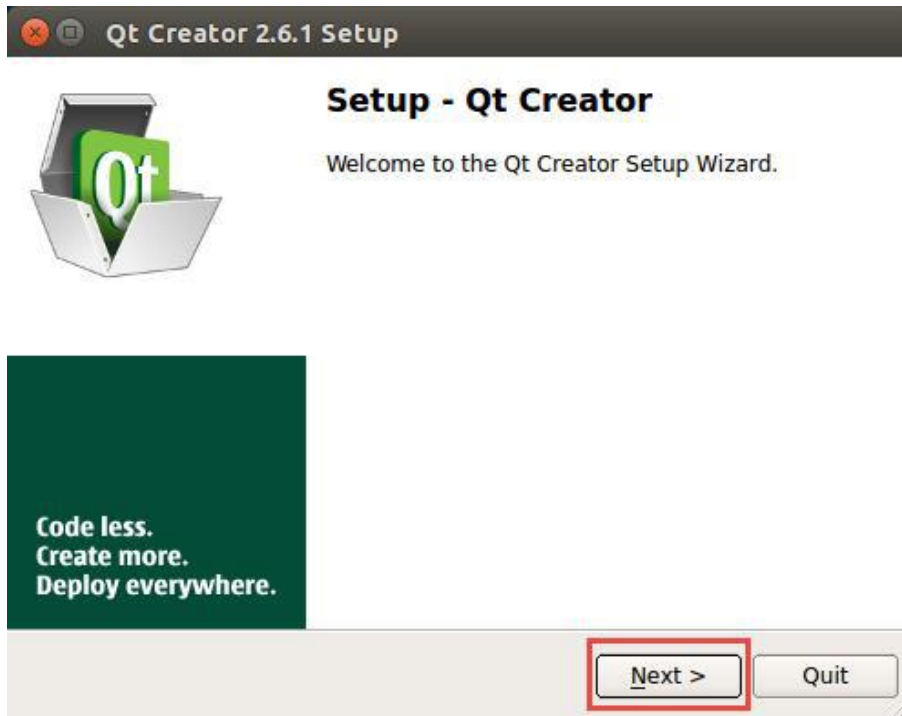 Qt Creator 2.6.1 Setup
Setup - Qt Creator
Welcome to the Qt Creator Setup Wizard.
Qt
Code less.
Create more.
Deploy everywhere.
Next >
Quit